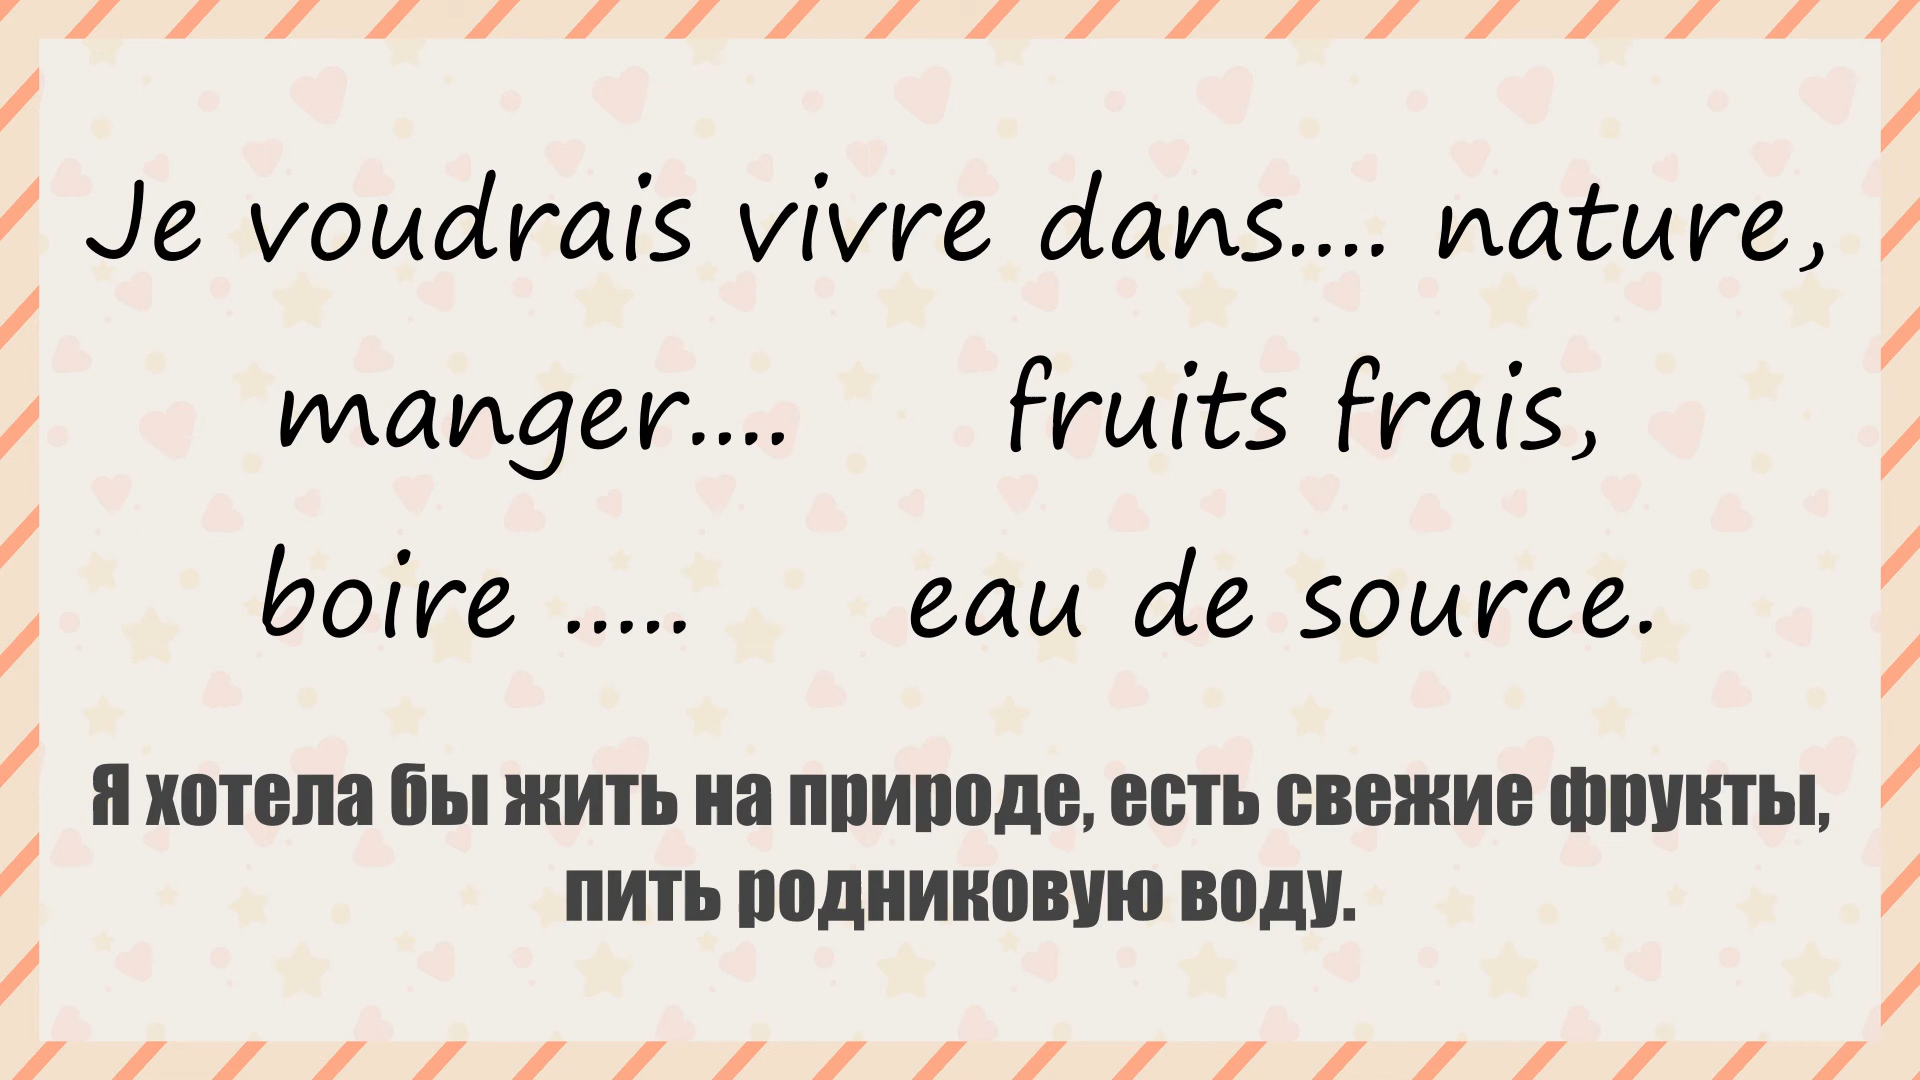 Je voudrais vivre dans.... nature,
manger.... fruits frais,
boire ..... eau de source.
Я хотела бы жить на природе, есть свежие фрукты,
пить родниковую воду.